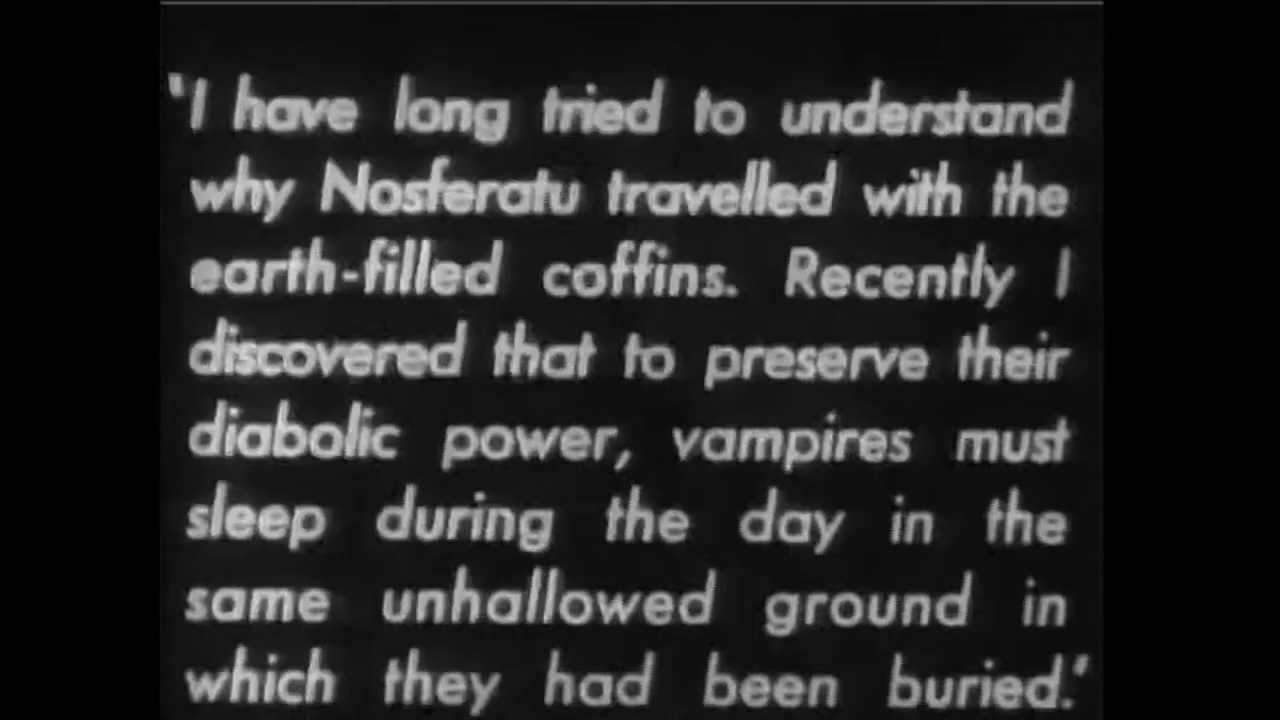 'I have long tried to understand
why Nosferatu travelled with the
earth-filled coffins. Recently I
discovered that to preserve their
diabolic power, vampires must
sleep during the day in the
same unhallowed ground in
which they had been buried.'